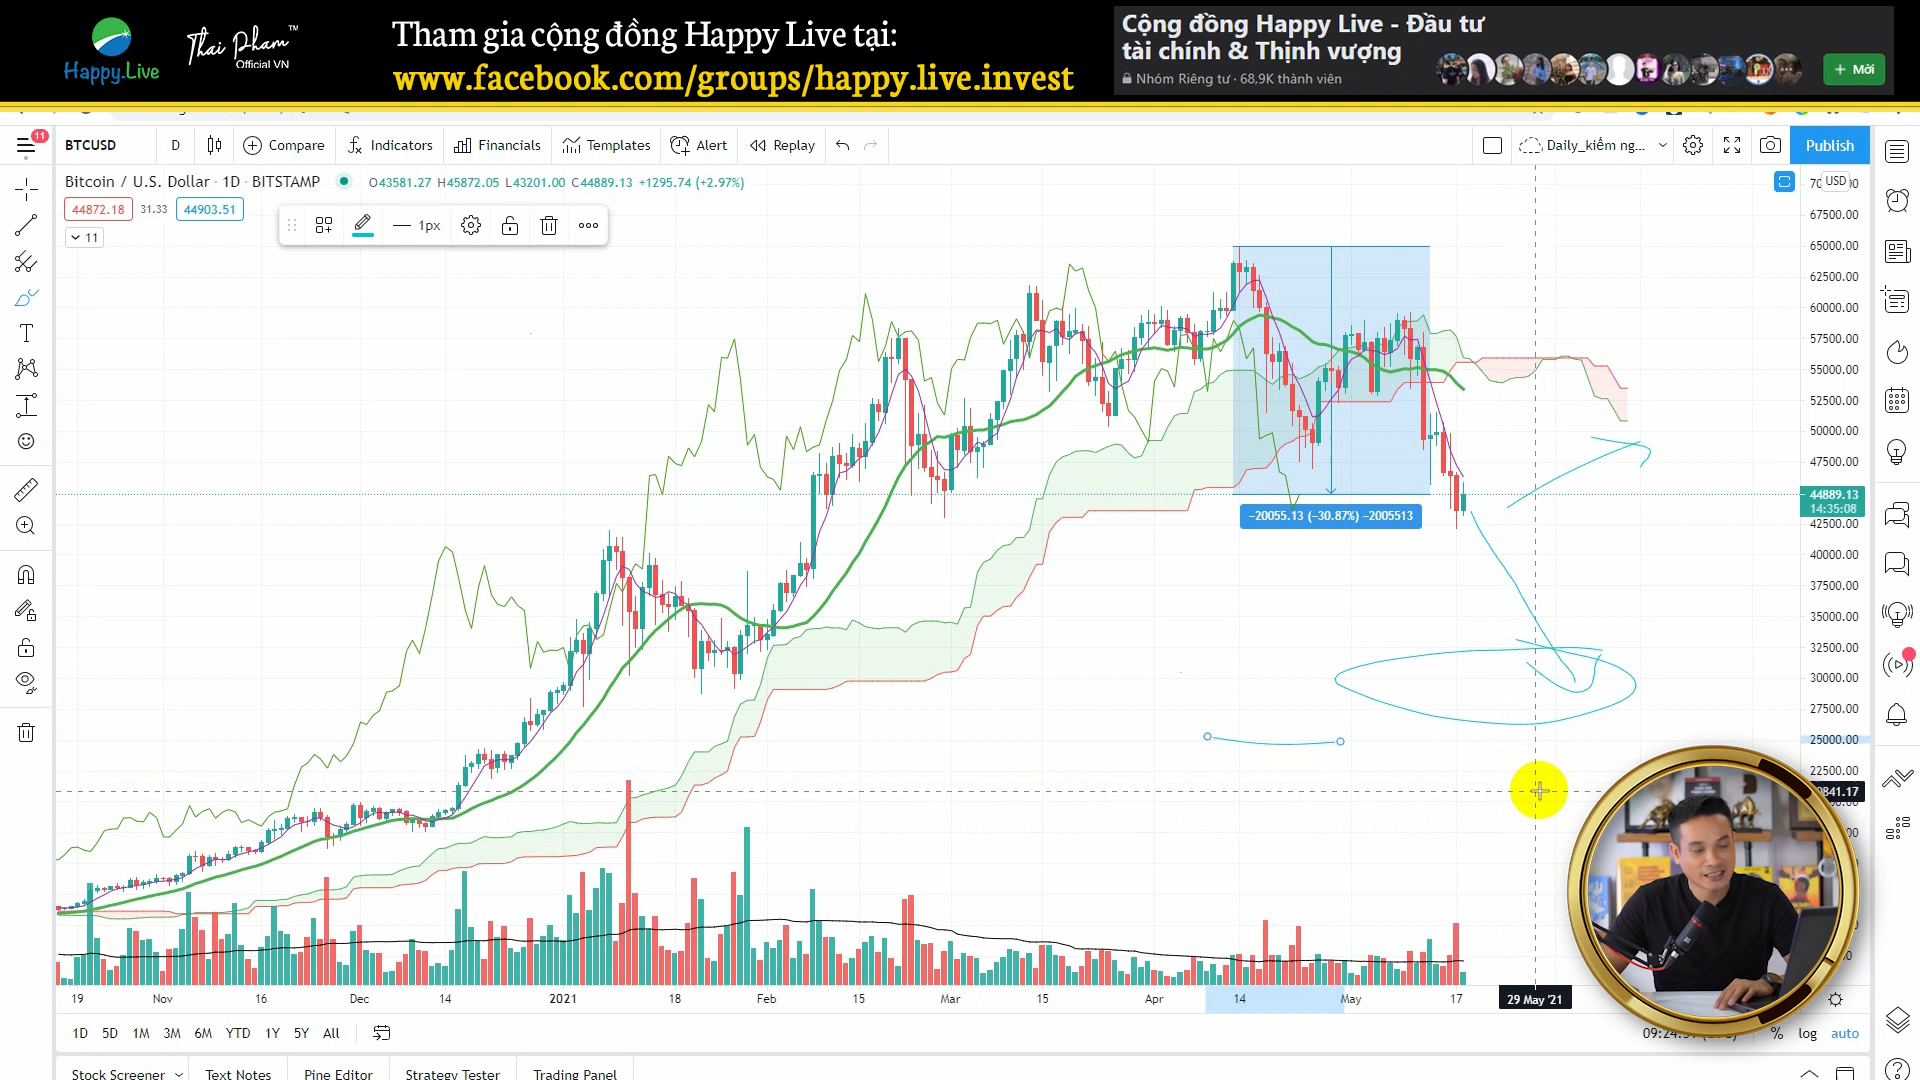 Happy.Live
Thai Pham™
Official VN
Tham gia cộng đồng Happy Live tại:
www.facebook.com/groups/happy.live.invest
Cộng đồng Happy Live - Đầu tư
tài chính & Thịnh vượng
Nhóm Riêng tư · 68,9K thành viên
+ Mời
11
BTCUSD
D
Compare
Indicators
Financials
Templates
Alert
Replay
Daily_kiếm ng...
Publish
Bitcoin / U.S. Dollar · 1D · BITSTAMP
O43581.27 H45872.05 L43201.00 C44889.13 +1295.74 (+2.97%)
44872.18
31.33
44903.51
1px
11
USD
67500.00
65000.00
62500.00
60000.00
57500.00
55000.00
52500.00
50000.00
47500.00
44889.13
14:35:08
42500.00
40000.00
37500.00
35000.00
32500.00
30000.00
27500.00
25000.00
22500.00
841.17
−20055.13 (−30.87%) −2005513
19
Nov
16
Dec
14
2021
18
Feb
15
Mar
15
Apr
14
May
17
29 May '21
1D
5D
1M
3M
6M
YTD
1Y
5Y
All
%
log
auto
Stock Screener
Text Notes
Pine Editor
Strategy Tester
Trading Panel